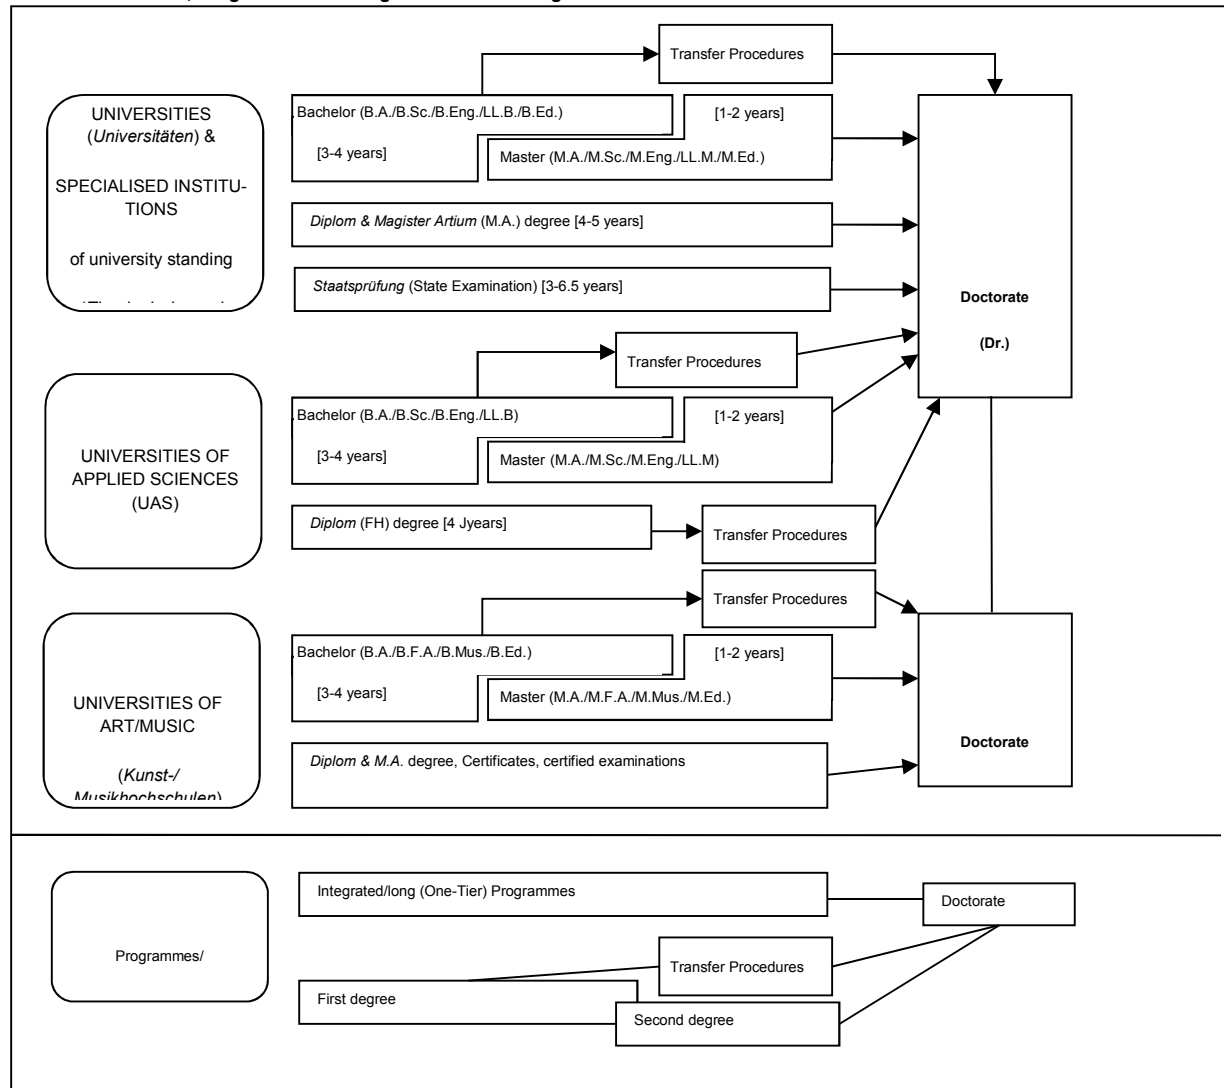 Transfer Procedures
UNIVERSITIES
(Universitäten) &
SPECIALISED INSTITU-
TIONS
of university standing
Bachelor (B.A./B.Sc./B.Eng./LL.B./B.Ed.)
[3-4 years]
[1-2 years]
Master (M.A./M.Sc./M.Eng./LL.M./M.Ed.)
Diplom & Magister Artium (M.A.) degree [4-5 years]
Staatsprüfung (State Examination) [3-6.5 years]
Doctorate
(Dr.)
Transfer Procedures
UNIVERSITIES OF
APPLIED SCIENCES
(UAS)
Bachelor (B.A./B.Sc./B.Eng./LL.B)
[3-4 years]
[1-2 years]
Master (M.A./M.Sc./M.Eng./LL.M)
Diplom (FH) degree [4 Jyears]
Transfer Procedures
Transfer Procedures
UNIVERSITIES OF
ART/MUSIC
(Kunst-/
Musikhochschulen)
Bachelor (B.A./B.F.A./B.Mus./B.Ed.)
[3-4 years]
[1-2 years]
Master (M.A./M.F.A./M.Mus./M.Ed.)
Diplom & M.A. degree, Certificates, certified examinations
Doctorate
Programmes/
Integrated/long (One-Tier) Programmes
Doctorate
Transfer Procedures
First degree
Second degree